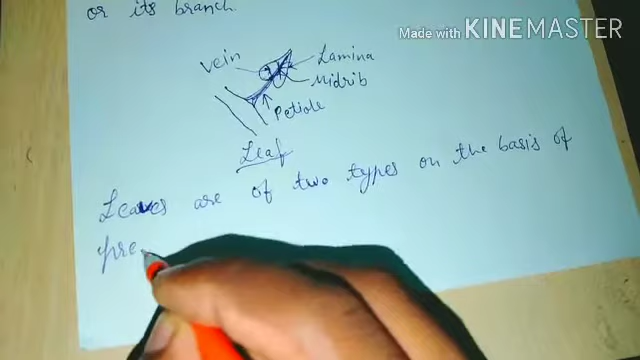 or its branch.
Made with KINEMASTER
Vein
Lamina
Midrib
Petiole
Leaf
Leaves are of two types on the basis of
pre